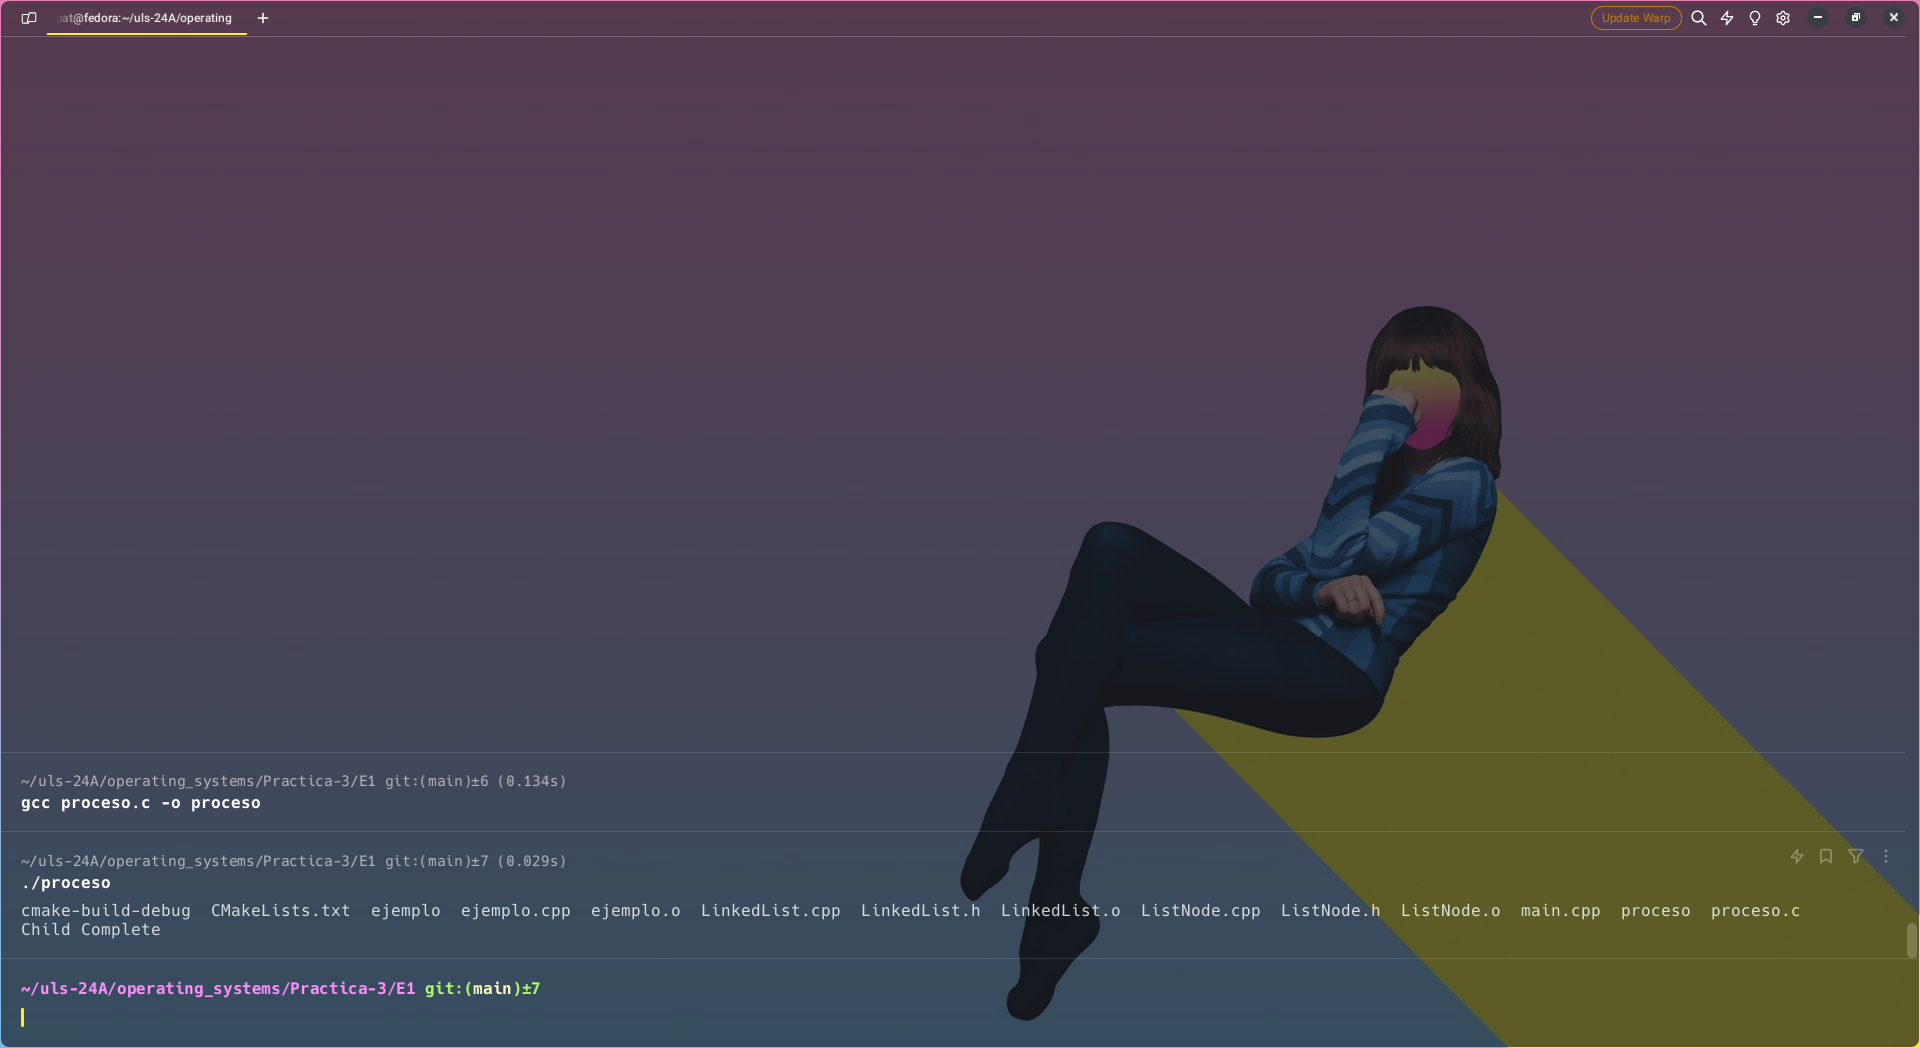 at@fedora:~/uls-24A/operating
Update Warp
~/uls-24A/operating_systems/Practica-3/E1 git:(main)±6 (0.134s)
gcc proceso.c -o proceso
~/uls-24A/operating_systems/Practica-3/E1 git:(main)±7 (0.029s)
./proceso
cmake-build-debug  CMakeLists.txt  ejemplo  ejemplo.cpp  ejemplo.o  LinkedList.cpp  LinkedList.h  LinkedList.o  ListNode.cpp  ListNode.h  ListNode.o  main.cpp  proceso  proceso.c
Child Complete
~/uls-24A/operating_systems/Practica-3/E1 git:(main)±7